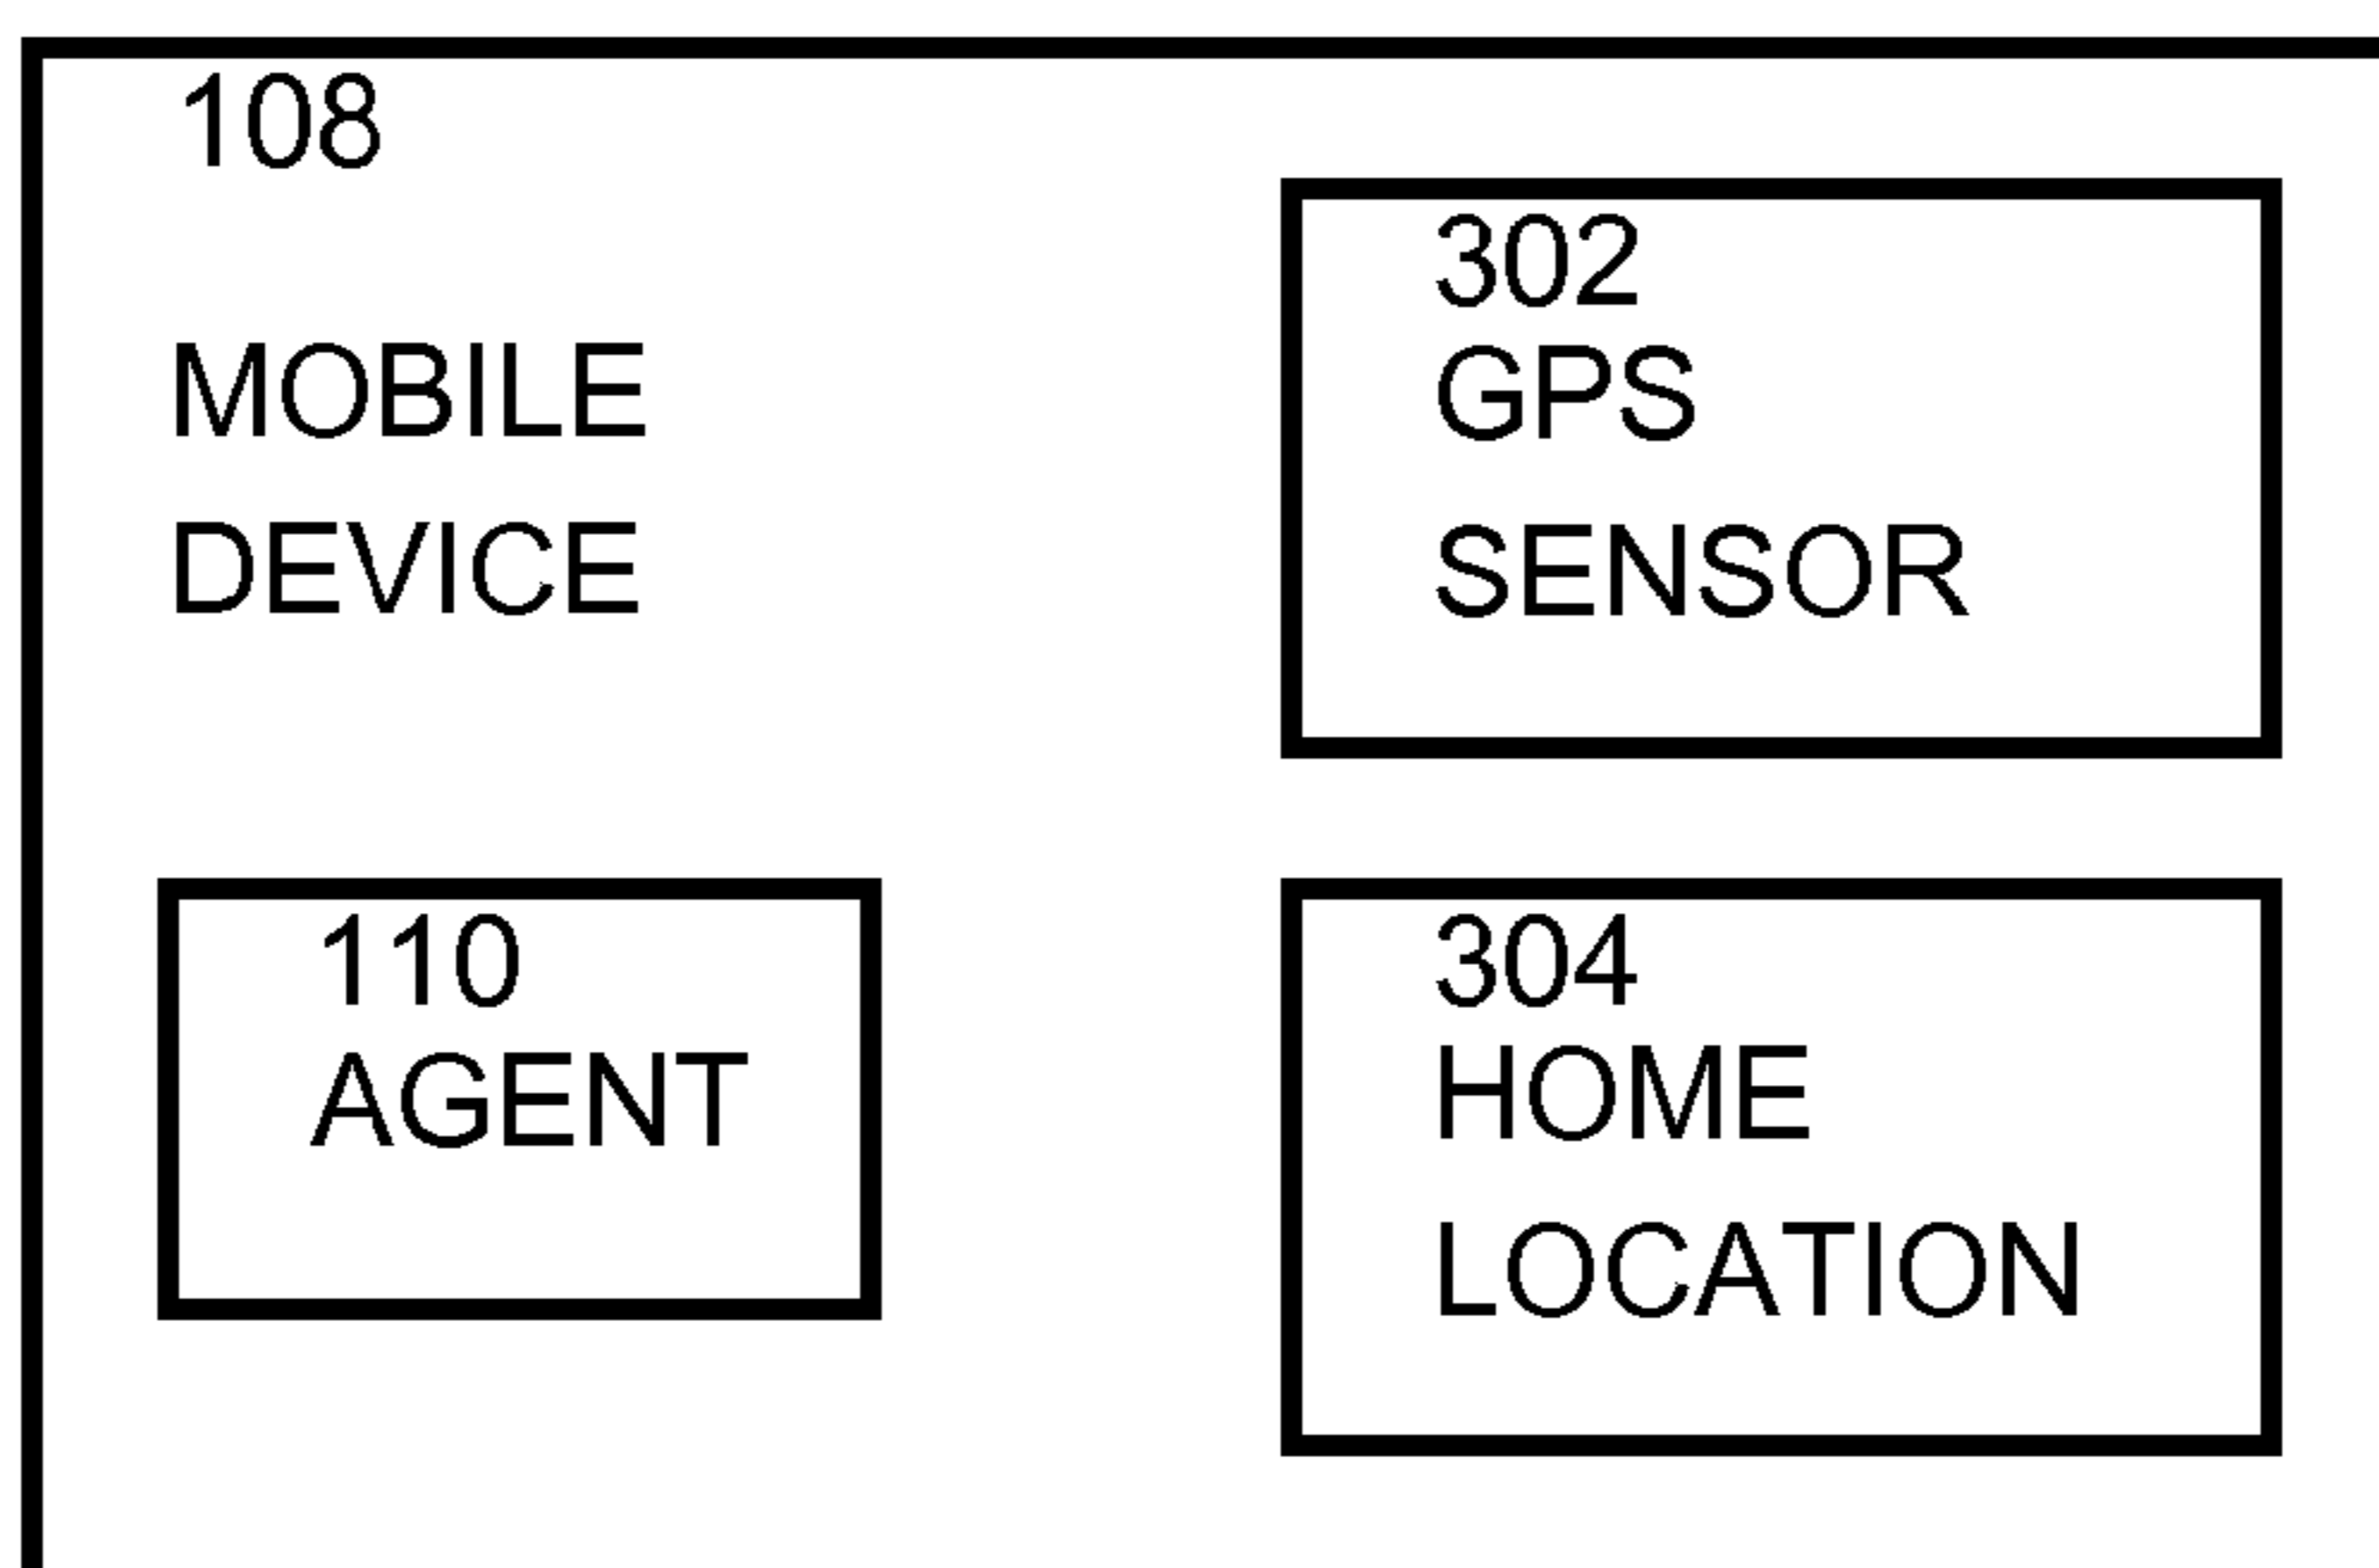 108
MOBILE
DEVICE
302
GPS
SENSOR
110
AGENT
304
HOME
LOCATION